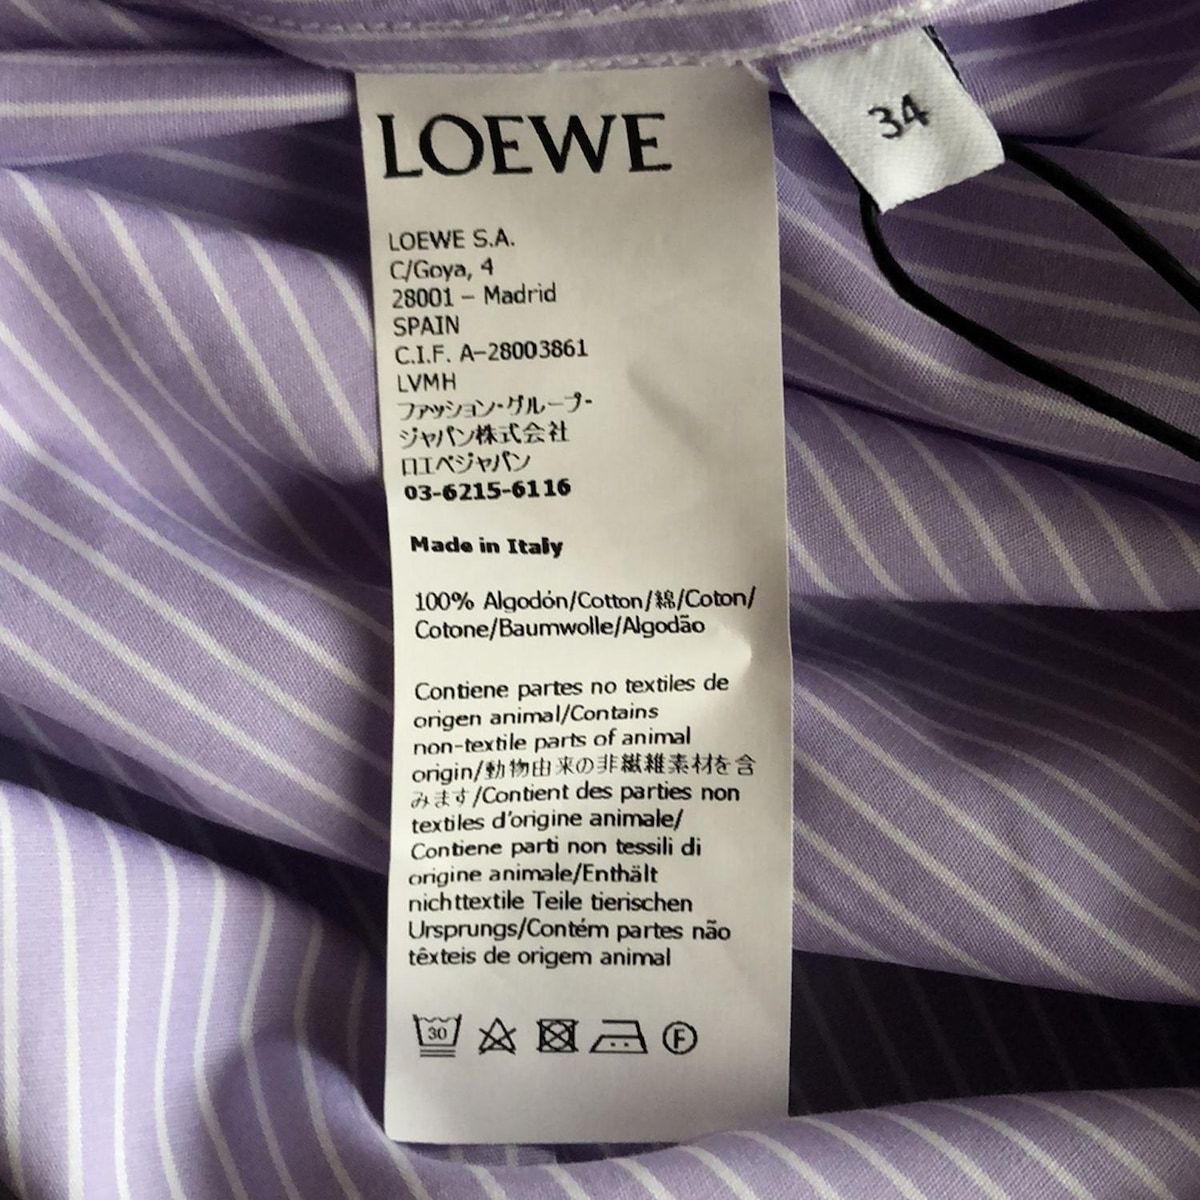 LOEWE
34
LOEWE S.A.
C/Goya, 4
28001 – Madrid
SPAIN
C.I.F. A-28003861
LVMH
ファッション・グループ・
ジャパン株式会社
ロエベジャパン
03-6215-6116
Made in Italy
100% Algodón/Cotton/綿/Coton/
Cotone/Baumwolle/Algodão
Contiene partes no textiles de
origen animal/Contains
non-textile parts of animal
origin/動物由来の非繊維素材を含
みます/Contient des parties non
textiles d'origine animale/
Contiene parti non tessili di
origine animale/Enthält
nichttextile Teile tierischen
Ursprungs/Contém partes não
têxteis de origem animal
30 F